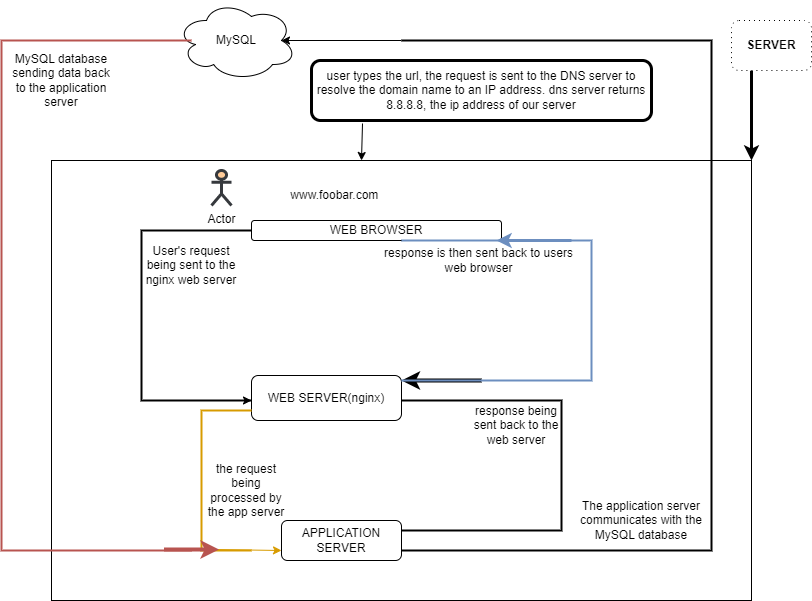 MySQL
SERVER
MySQL database
sending data back
to the application
server
user types the url, the request is sent to the DNS server to
resolve the domain name to an IP address. dns server returns
8.8.8.8, the ip address of our server
www.foobar.com
Actor
WEB BROWSER
User's request
being sent to the
nginx web server
response is then sent back to users
web browser
WEB SERVER(nginx)
response being
sent back to the
web server
the request
being
processed by
the app server
The application server
communicates with the
MySQL database
APPLICATION
SERVER